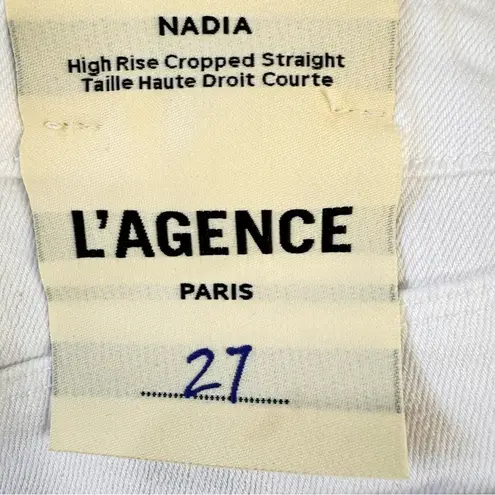 NADIA
High Rise Cropped Straight
Taille Haute Droit Courte
L'AGENCE
PARIS
27